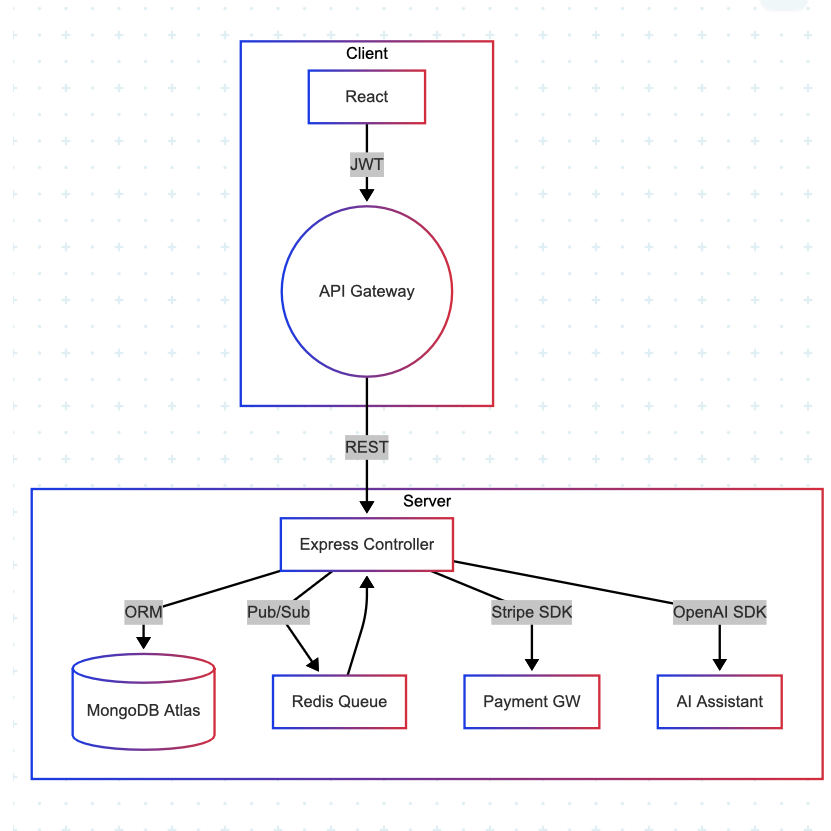 Client
React
JWT
API Gateway
REST
Server
Express Controller
ORM
Pub/Sub
Stripe SDK
OpenAI SDK
MongoDB Atlas
Redis Queue
Payment GW
AI Assistant